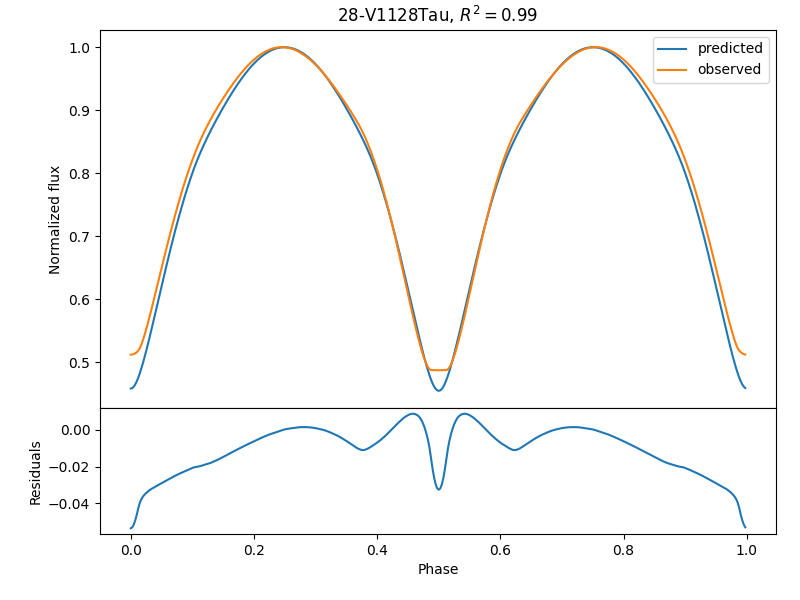 28-V1128Tau, R² = 0.99
predicted
observed
Normalized flux
1.0
0.9
0.8
0.7
0.6
0.5
Residuals
0.00
−0.02
−0.04
0.0 0.2 0.4 0.6 0.8 1.0
Phase